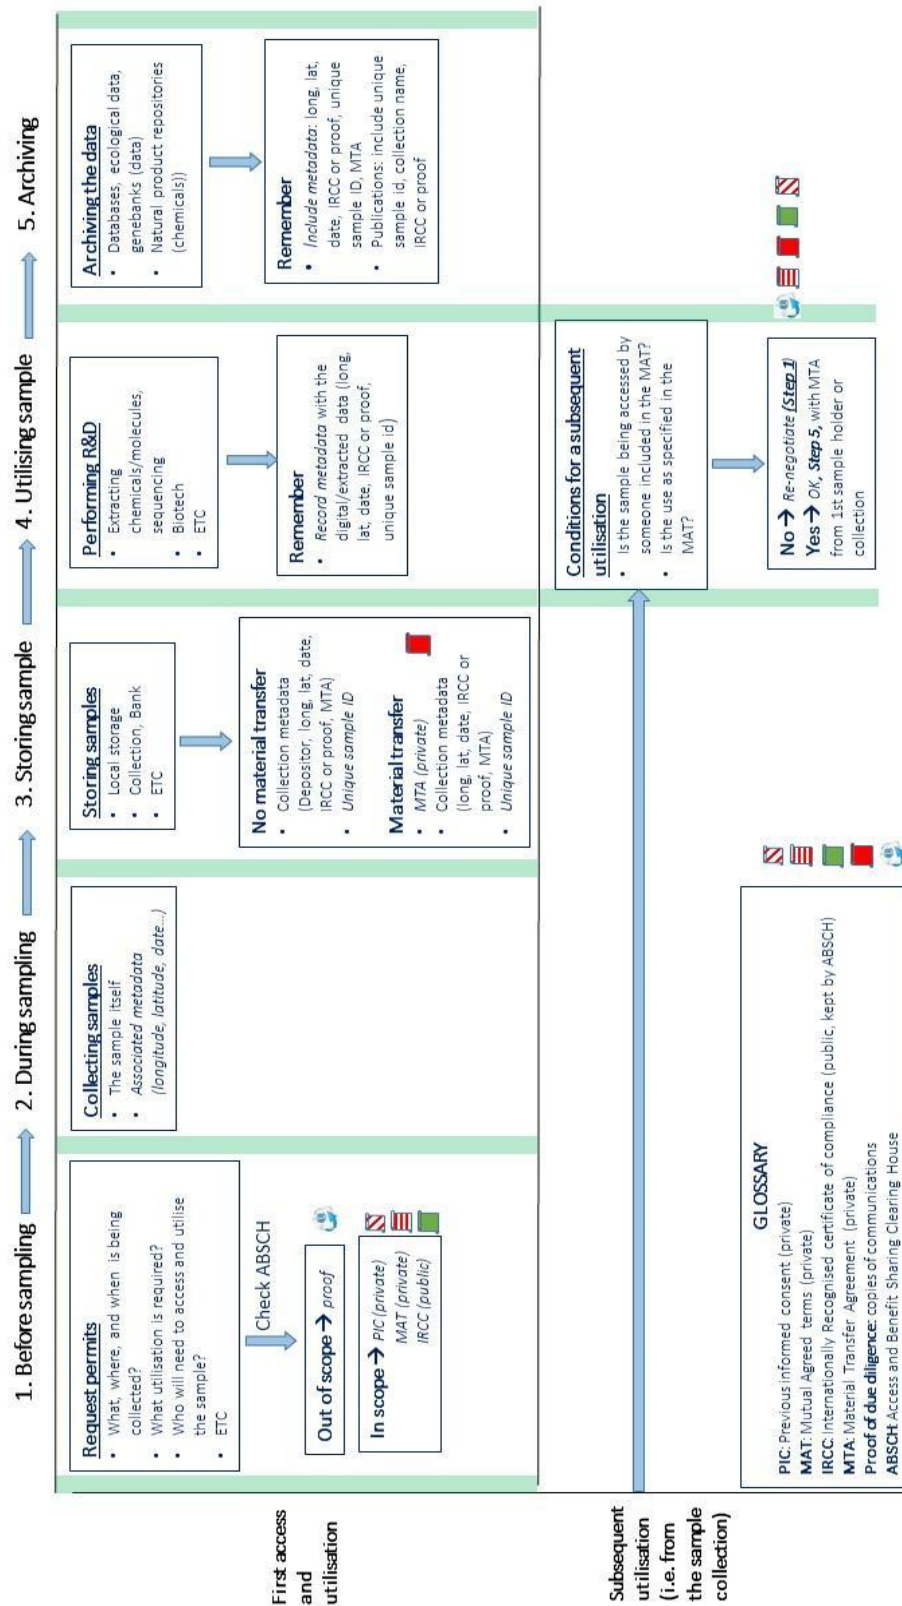 1. Before sampling
2. During sampling
3. Storing sample
4. Utilising sample
5. Archiving
First access
and
utilisation
Request permits
• What, where, and when is being
collected?
• What utilisation is required?
• Who will need to access and utilise
the sample?
• ETC
Check ABSCH
Out of scope → proof
In scope → PIC (private)
MAT (private)
IRCC (public)
Collecting samples
• The sample itself
• Associated metadata
(longitude, latitude, date...)
Storing samples
• Local storage
• Collection, Bank
• ETC
No material transfer
• Collection metadata
(Depositor, long, lat, date,
IRCC or proof, MTA)
• Unique sample ID
Material transfer
• MTA (private)
• Collection metadata
(long, lat, date, IRCC or
proof, MTA)
• Unique sample ID
Performing R&D
• Extracting
chemicals/molecules,
sequencing
• Biotech
• ETC
Remember
• Record metadata with the
digital/extracted data (long,
lat, date, IRCC or proof,
unique sample id)
Archiving the data
• Databases, ecological data,
genebanks (data)
• Natural product repositories
(chemicals))
Remember
• Include metadata: long, lat,
date, IRCC or proof, unique
sample ID, MTA
• Publications: include unique
sample id, collection name,
IRCC or proof
Subsequent
utilisation
(i.e. from
the sample
collection)
Conditions for a subsequent
utilisation
• Is the sample being accessed by
someone included in the MAT?
• Is the use as specified in the
MAT?
No → Re-negotiate (Step 1)
Yes → OK, Step 5, with MTA
from 1st sample holder or
collection
GLOSSARY
PIC: Previous informed consent (private)
MAT: Mutual Agreed terms (private)
IRCC: Internationally Recognised certificate of compliance (public, kept by ABSCH)
MTA: Material Transfer Agreement (private)
Proof of due diligence: copies of communications
ABSCH: Access and Benefit Sharing Clearing House